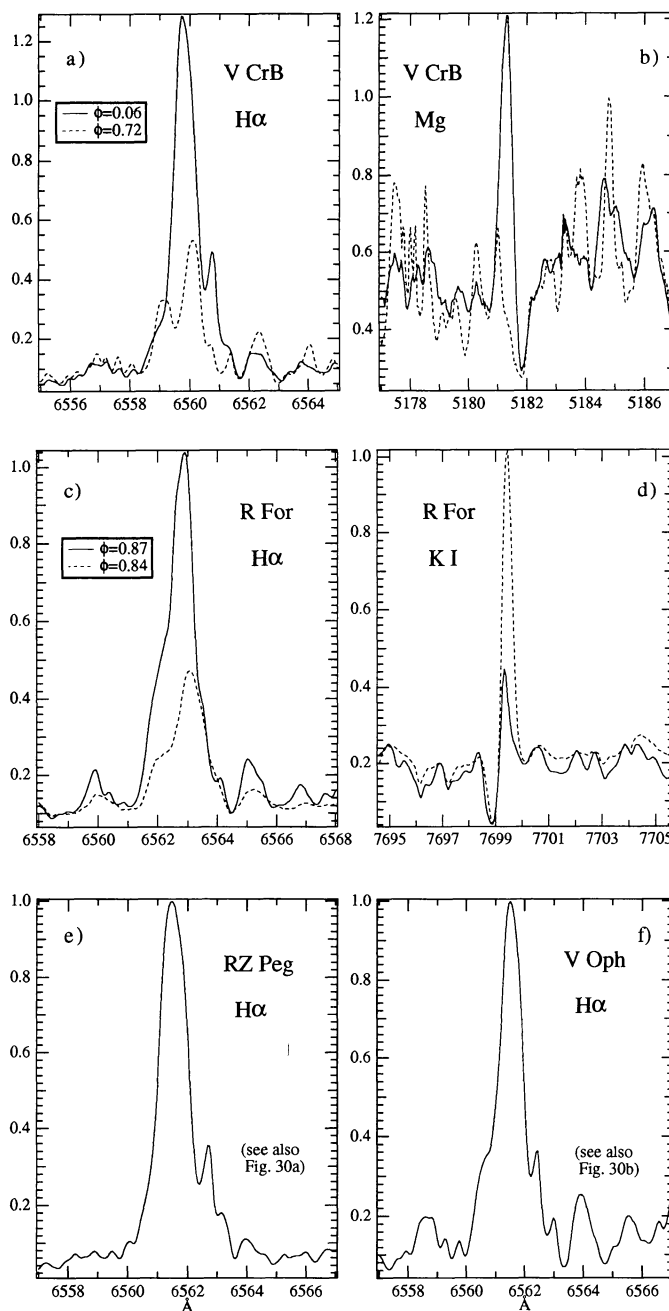 a) V CrB
Hα
φ=0.06
φ=0.72
1.2
1.0
0.8
0.6
0.4
0.2
6556 6558 6560 6562 6564
b) V CrB
Mg
1.2
1.0
0.8
0.6
0.4
5178 5180 5182 5184 5186
c) R For
Hα
φ=0.87
φ=0.84
1.0
0.8
0.6
0.4
0.2
6558 6560 6562 6564 6566 6568
d) R For
K I
1.0
0.8
0.6
0.4
0.2
7695 7697 7699 7701 7703 7705
e) RZ Peg
Hα
(see also
Fig. 30a)
1.0
0.8
0.6
0.4
0.2
6558 6560 6562 6564 6566
Å
f) V Oph
Hα
(see also
Fig. 30b)
1.0
0.8
0.6
0.4
0.2
6558 6560 6562 6564 6566
Å